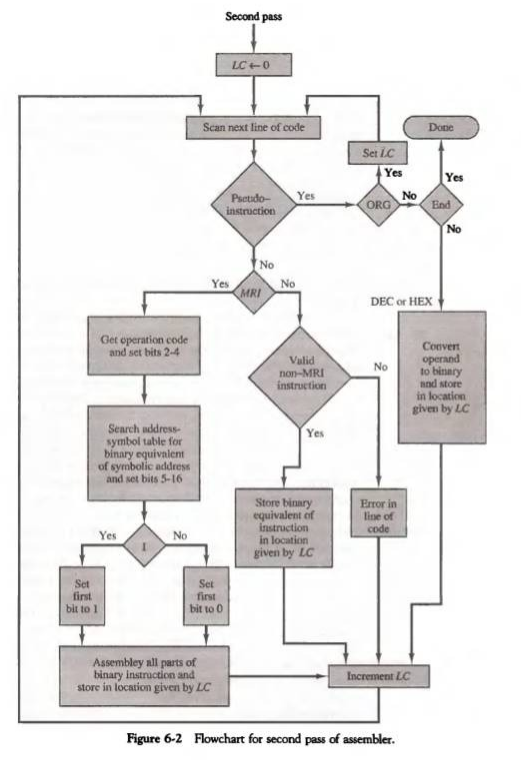 Second pass
LC ← 0
Scan next line of code
Done
Set LC
Yes
Yes
Pseudo-
instruction
Yes
ORG
No
End
No
No
Yes
MRI
No
DEC or HEX
Get operation code
and set bits 2-4
Valid
non-MRI
instruction
No
Convert
operand
to binary
and store
in location
given by LC
Yes
Search address-
symbol table for
binary equivalent
of symbolic address
and set bits 5-16
Store binary
equivalent of
instruction
in location
given by LC
Error in
line of
code
Yes
I
No
Set
first
bit to 1
Set
first
bit to 0
Assembley all parts of
binary instruction and
store in location given by LC
Increment LC
Figure 6-2 Flowchart for second pass of assembler.